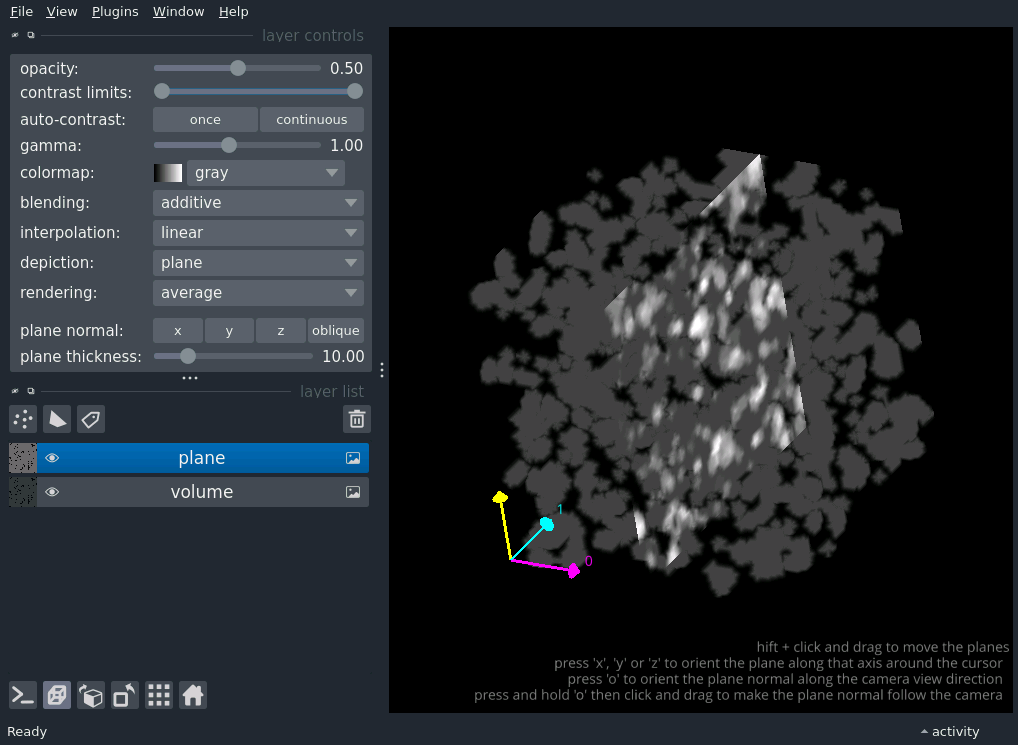 File View Plugins Window Help
layer controls
opacity: 0.50
contrast limits:
auto-contrast: once continuous
gamma: 1.00
colormap: gray
blending: additive
interpolation: linear
depiction: plane
rendering: average
plane normal: x y z oblique
plane thickness: 10.00
layer list
plane
volume
1
0
hift + click and drag to move the planes
press 'x', 'y' or 'z' to orient the plane along that axis around the cursor
press 'o' to orient the plane normal along the camera view direction
press and hold 'o' then click and drag to make the plane normal follow the camera
Ready activity